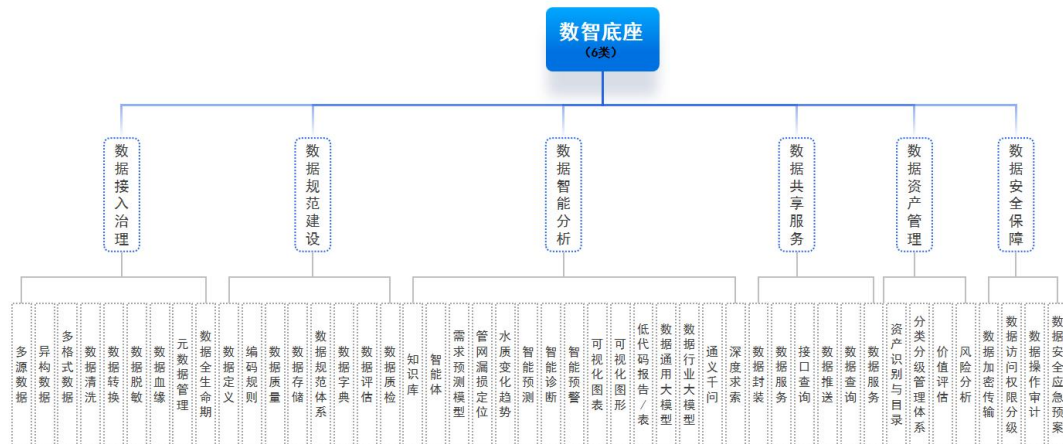 数智底座
（6类）
数据接入治理
数据规范建设
数据智能分析
数据共享服务
数据资产管理
数据安全保障
多源数据
异构数据
多格式数据
数据清洗
数据转换
数据脱敏
数据血缘
元数据管理
数据全生命期
数据定义
编码规则
数据质量
数据存储
数据规范体系
数据字典
数据评估
数据质检
知识库
智能体
需求预测模型
管网漏损定位
水质变化趋势
智能预测
智能诊断
智能预警
可视化图表
可视化图形
低代码报告/表
数据通用大模型
数据行业大模型
通义千问
深度求索
数据封装
数据服务
接口查询
数据推送
数据查询
数据服务
资产识别与目录
分类分级管理体系
价值评估
风险分析
数据加密传输
数据访问权限分级
数据操作审计
数据安全应急预案